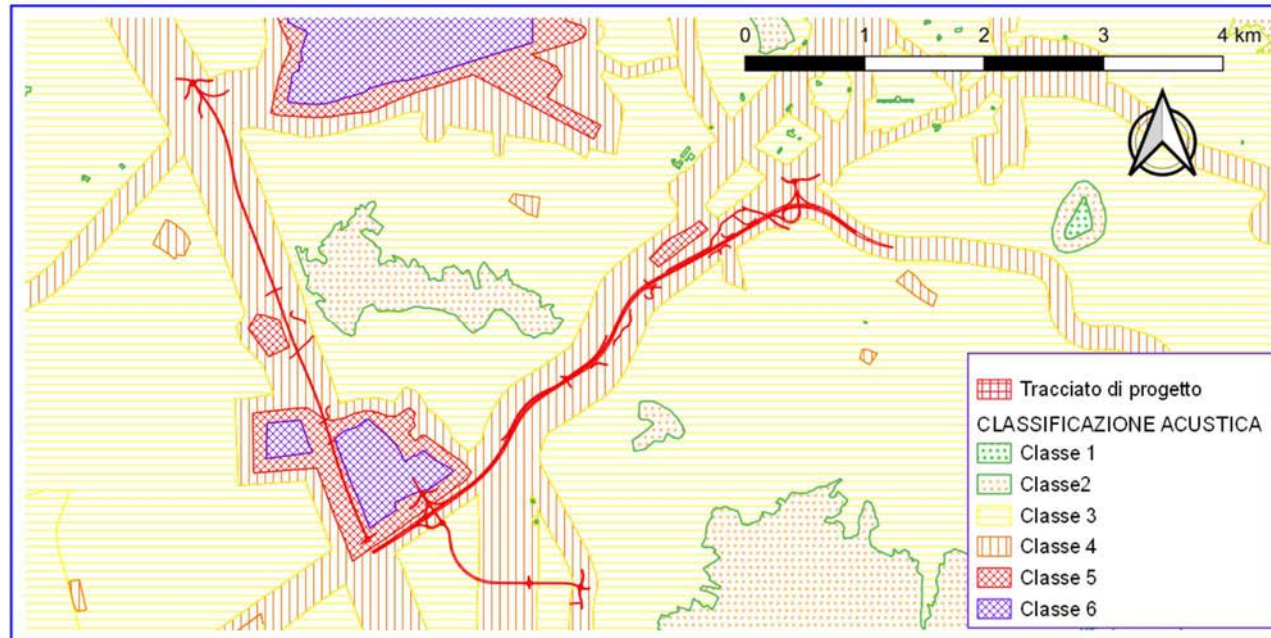 0 1 2 3 4 km
Tracciato di progetto
CLASSIFICAZIONE ACUSTICA
Classe 1
Classe2
Classe 3
Classe 4
Classe 5
Classe 6